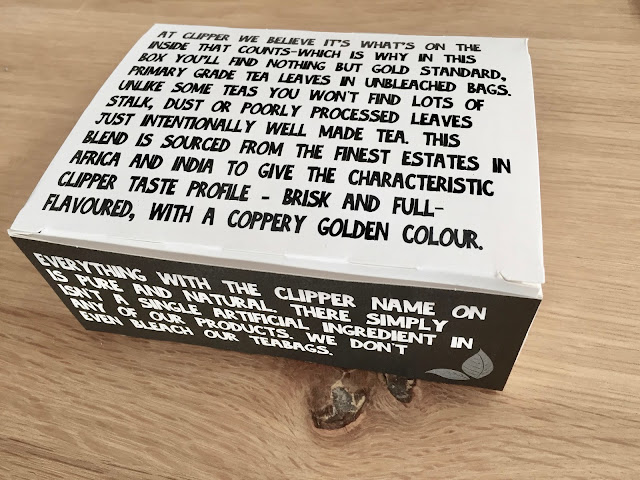 AT CLIPPER WE BELIEVE IT'S WHAT'S ON THE
INSIDE THAT COUNTS-WHICH IS WHY IN THIS
BOX YOU'LL FIND NOTHING BUT GOLD STANDARD,
PRIMARY GRADE TEA LEAVES IN UNBLEACHED BAGS.
UNLIKE SOME TEAS YOU WON'T FIND LOTS OF
STALK, DUST OR POORLY PROCESSED LEAVES
JUST INTENTIONALLY WELL MADE TEA. THIS
BLEND IS SOURCED FROM THE FINEST ESTATES IN
AFRICA AND INDIA TO GIVE THE CHARACTERISTIC
CLIPPER TASTE PROFILE - BRISK AND FULL-
FLAVOURED, WITH A COPPERY GOLDEN COLOUR.
EVERYTHING WITH THE CLIPPER NAME ON
IS PURE AND NATURAL. THERE SIMPLY
ISN'T A SINGLE ARTIFICIAL INGREDIENT IN
ANY OF OUR PRODUCTS. WE DON'T
EVEN BLEACH OUR TEABAGS.